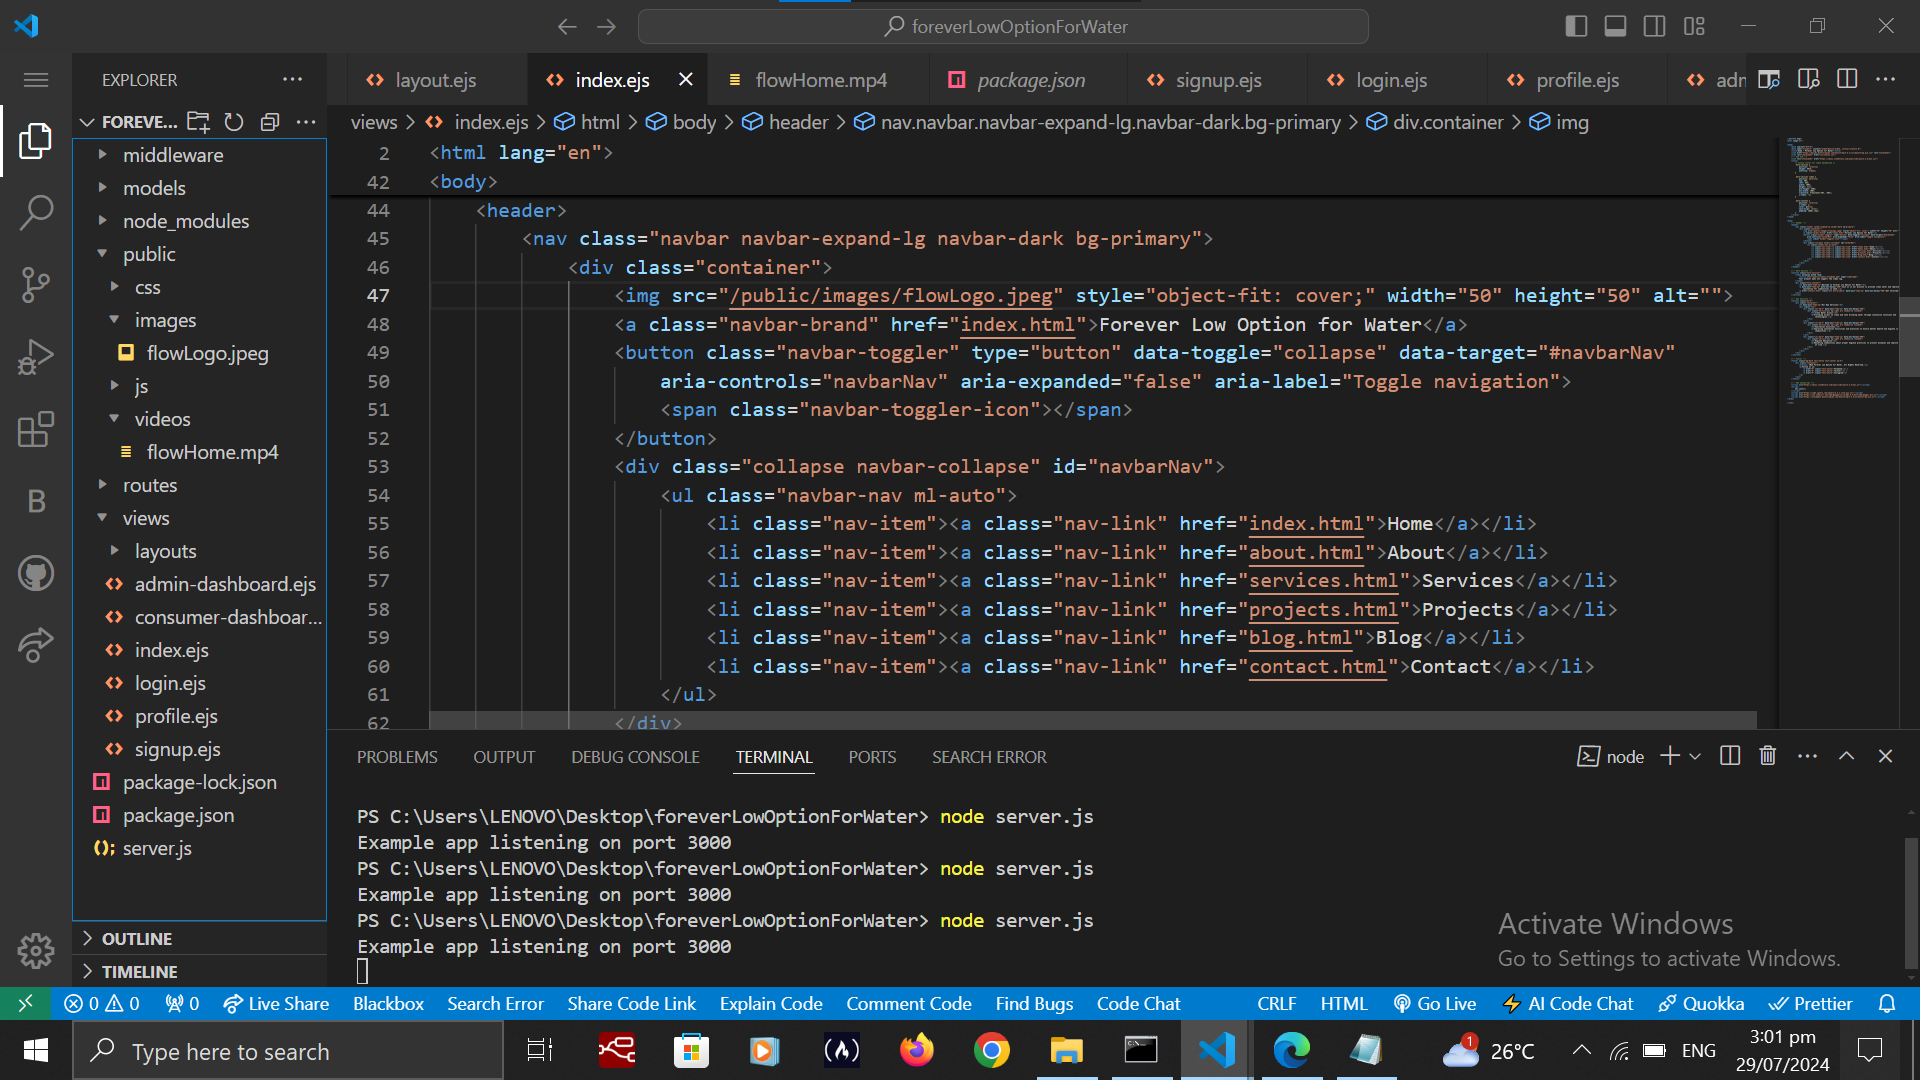 foreverLowOptionForWater
EXPLORER
layout.ejs
index.ejs
flowHome.mp4
package.json
signup.ejs
login.ejs
profile.ejs
adm
FOREVE...
views > index.ejs > html > body > header > nav.navbar.navbar-expand-lg.navbar-dark.bg-primary > div.container > img
middleware
models
node_modules
public
css
images
flowLogo.jpeg
js
videos
flowHome.mp4
routes
views
layouts
admin-dashboard.ejs
consumer-dashboar...
index.ejs
login.ejs
profile.ejs
signup.ejs
package-lock.json
package.json
server.js
OUTLINE
TIMELINE
2 <html lang="en">
42 <body>
44 <header>
45 <nav class="navbar navbar-expand-lg navbar-dark bg-primary">
46 <div class="container">
47 <img src="/public/images/flowLogo.jpeg" style="object-fit: cover;" width="50" height="50" alt="">
48 <a class="navbar-brand" href="index.html">Forever Low Option for Water</a>
49 <button class="navbar-toggler" type="button" data-toggle="collapse" data-target="#navbarNav"
50 aria-controls="navbarNav" aria-expanded="false" aria-label="Toggle navigation">
51 <span class="navbar-toggler-icon"></span>
52 </button>
53 <div class="collapse navbar-collapse" id="navbarNav">
54 <ul class="navbar-nav ml-auto">
55 <li class="nav-item"><a class="nav-link" href="index.html">Home</a></li>
56 <li class="nav-item"><a class="nav-link" href="about.html">About</a></li>
57 <li class="nav-item"><a class="nav-link" href="services.html">Services</a></li>
58 <li class="nav-item"><a class="nav-link" href="projects.html">Projects</a></li>
59 <li class="nav-item"><a class="nav-link" href="blog.html">Blog</a></li>
60 <li class="nav-item"><a class="nav-link" href="contact.html">Contact</a></li>
61 </ul>
62 </div>
PROBLEMS OUTPUT DEBUG CONSOLE TERMINAL PORTS SEARCH ERROR
node
PS C:\Users\LENOVO\Desktop\foreverLowOptionForWater> node server.js
Example app listening on port 3000
PS C:\Users\LENOVO\Desktop\foreverLowOptionForWater> node server.js
Example app listening on port 3000
PS C:\Users\LENOVO\Desktop\foreverLowOptionForWater> node server.js
Example app listening on port 3000
Activate Windows
Go to Settings to activate Windows.
0 0 0 Live Share Blackbox Search Error Share Code Link Explain Code Comment Code Find Bugs Code Chat CRLF HTML Go Live AI Code Chat Quokka Prettier
Type here to search
1
26°C
ENG
3:01 pm
29/07/2024